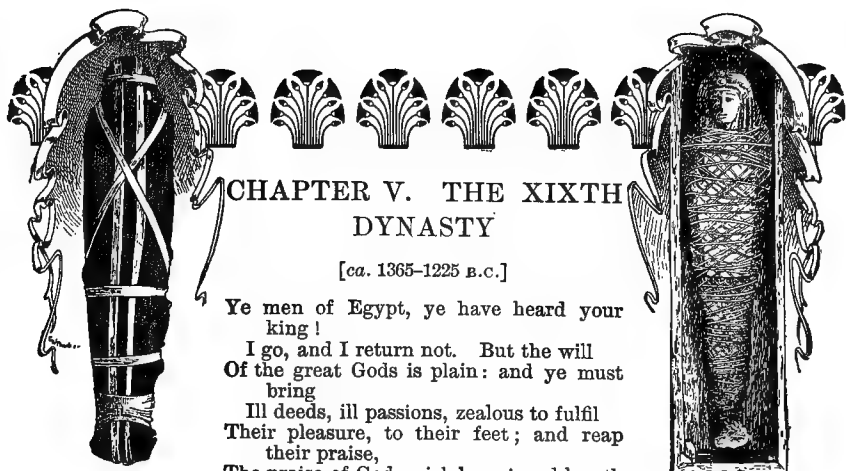 CHAPTER V. THE XIXTH
DYNASTY
[ca. 1365-1225 B.C.]
Ye men of Egypt, ye have heard your
king!
I go, and I return not. But the will
Of the great Gods is plain: and ye must
bring
Ill deeds, ill passions, zealous to fulfil
Their pleasure, to their feet; and reap
their praise,